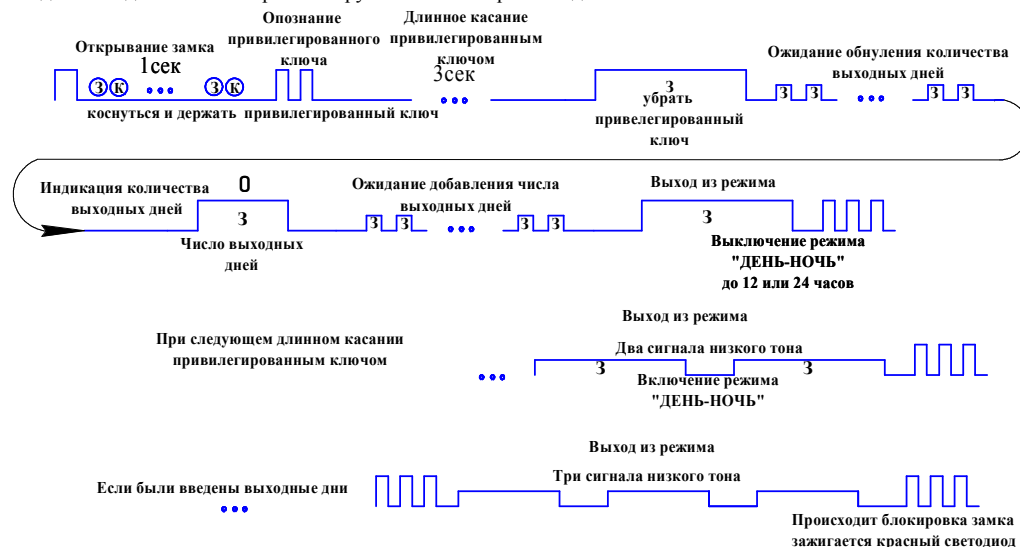 Опознание
привилегированного
ключа
Длинное касание
привилегированным
ключом
Открывание замка
1сек
3сек
Ожидание обнуления количества
выходных дней
З К ••• З К
коснуться и держать привилегированный ключ
•••
З
убрать
привелегированный
ключ
З З ••• З З
Индикация количества
выходных дней
0
З
Число выходных
дней
Ожидание добавления числа
выходных дней
З З ••• З З
Выход из режима
З
Выключение режима
"ДЕНЬ-НОЧЬ"
до 12 или 24 часов
Выход из режима
При следующем длинном касании
привилегированным ключом
•••
Два сигнала низкого тона
З З
Включение режима
"ДЕНЬ-НОЧЬ"
Выход из режима
Три сигнала низкого тона
Если были введены выходные дни
•••
Происходит блокировка замка
зажигается красный светодиод